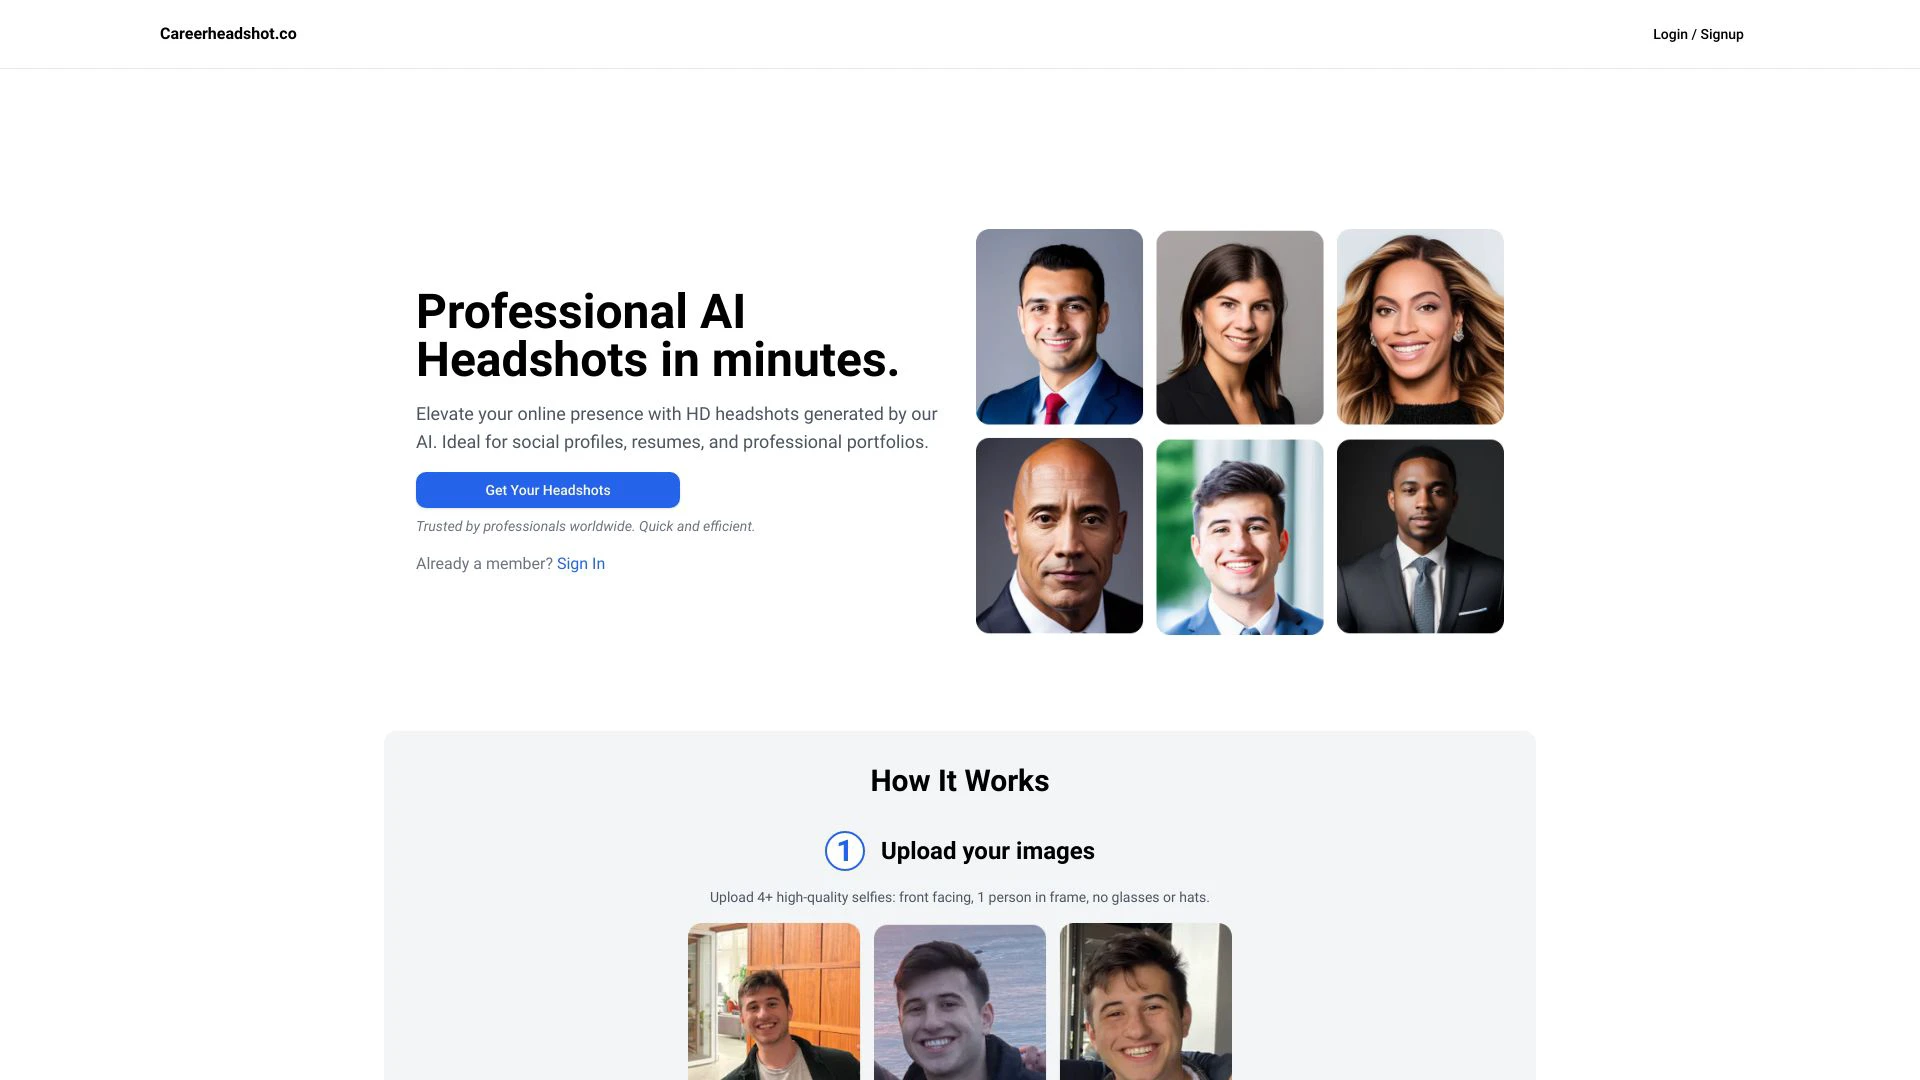 Careerheadshot.co
Login / Signup
Professional AI
Headshots in minutes.
Elevate your online presence with HD headshots generated by our
AI. Ideal for social profiles, resumes, and professional portfolios.
Get Your Headshots
Trusted by professionals worldwide. Quick and efficient.
Already a member? Sign In
How It Works
1 Upload your images
Upload 4+ high-quality selfies: front facing, 1 person in frame, no glasses or hats.